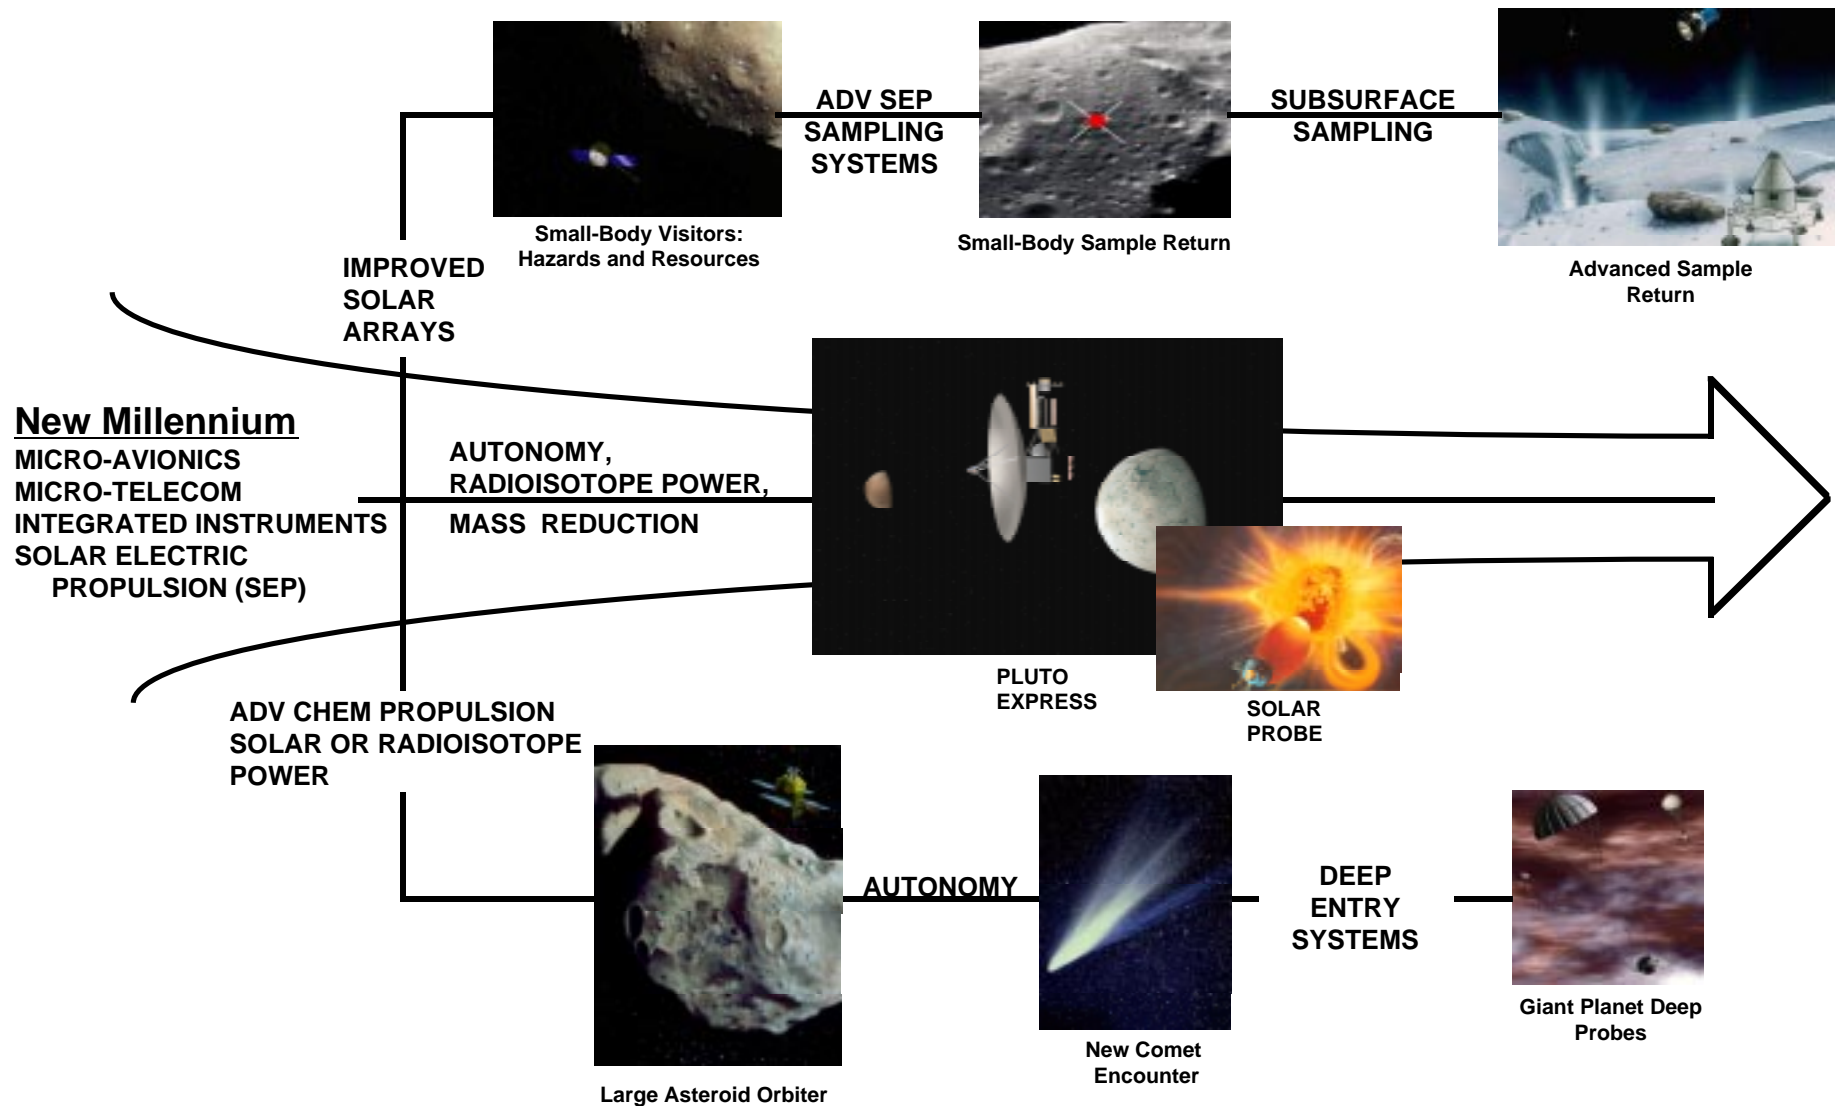 ADV SEP
SAMPLING
SYSTEMS
SUBSURFACE
SAMPLING
Small-Body Visitors:
Hazards and Resources
Small-Body Sample Return
Advanced Sample
Return
IMPROVED
SOLAR
ARRAYS
New Millennium
MICRO-AVIONICS
MICRO-TELECOM
INTEGRATED INSTRUMENTS
SOLAR ELECTRIC
PROPULSION (SEP)
AUTONOMY,
RADIOISOTOPE POWER,
MASS REDUCTION
PLUTO
EXPRESS
SOLAR
PROBE
ADV CHEM PROPULSION
SOLAR OR RADIOISOTOPE
POWER
AUTONOMY
DEEP
ENTRY
SYSTEMS
Large Asteroid Orbiter
New Comet
Encounter
Giant Planet Deep
Probes